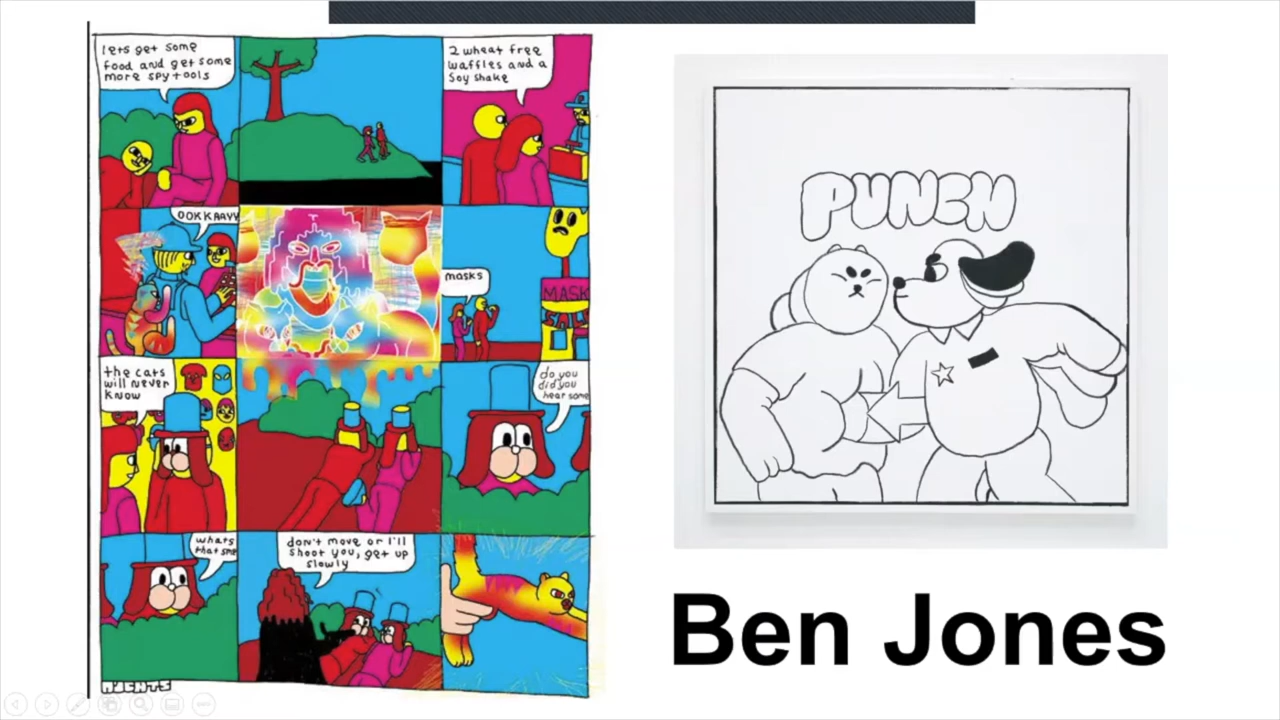 lets get some
food and get some
more spy tools
2 wheat free
waffles and a
soy shake
OOKKAAYY
masks
MASK
the cats
will never
know
do you
did you
hear some
whats
that sme
don't move or I'll
shoot you, get up
slowly
PUNCH
Ben Jones